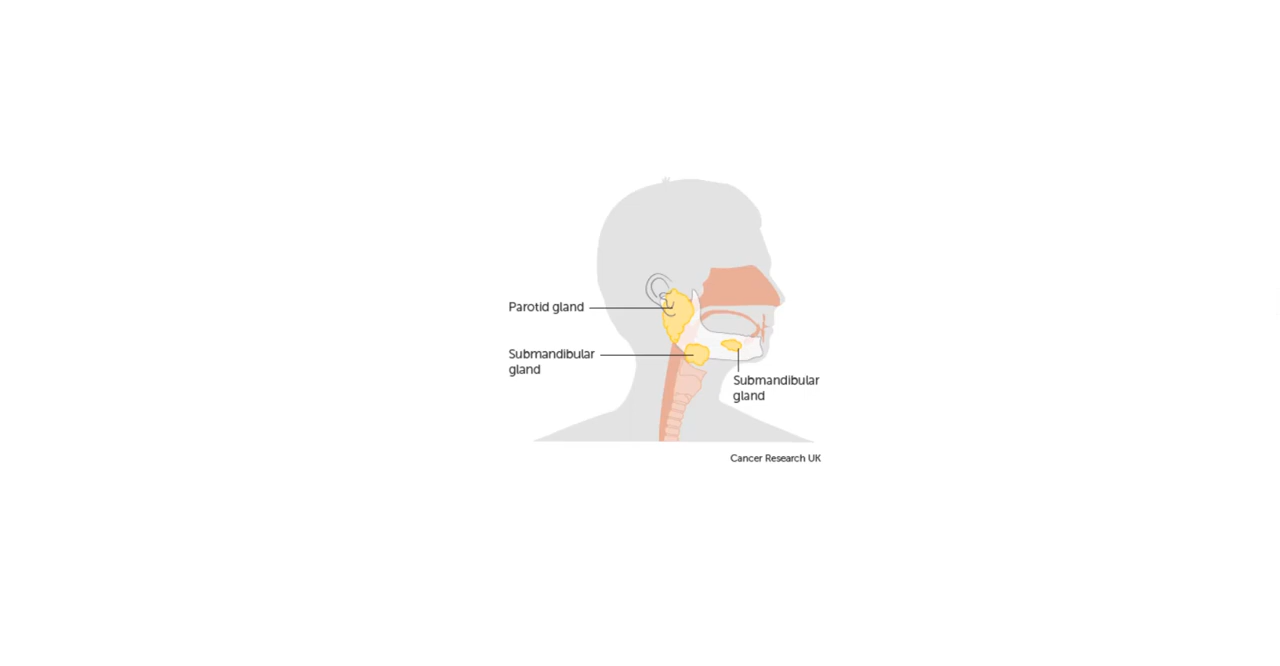 Parotid gland
Submandibular
gland
Submandibular
gland
Cancer Research UK